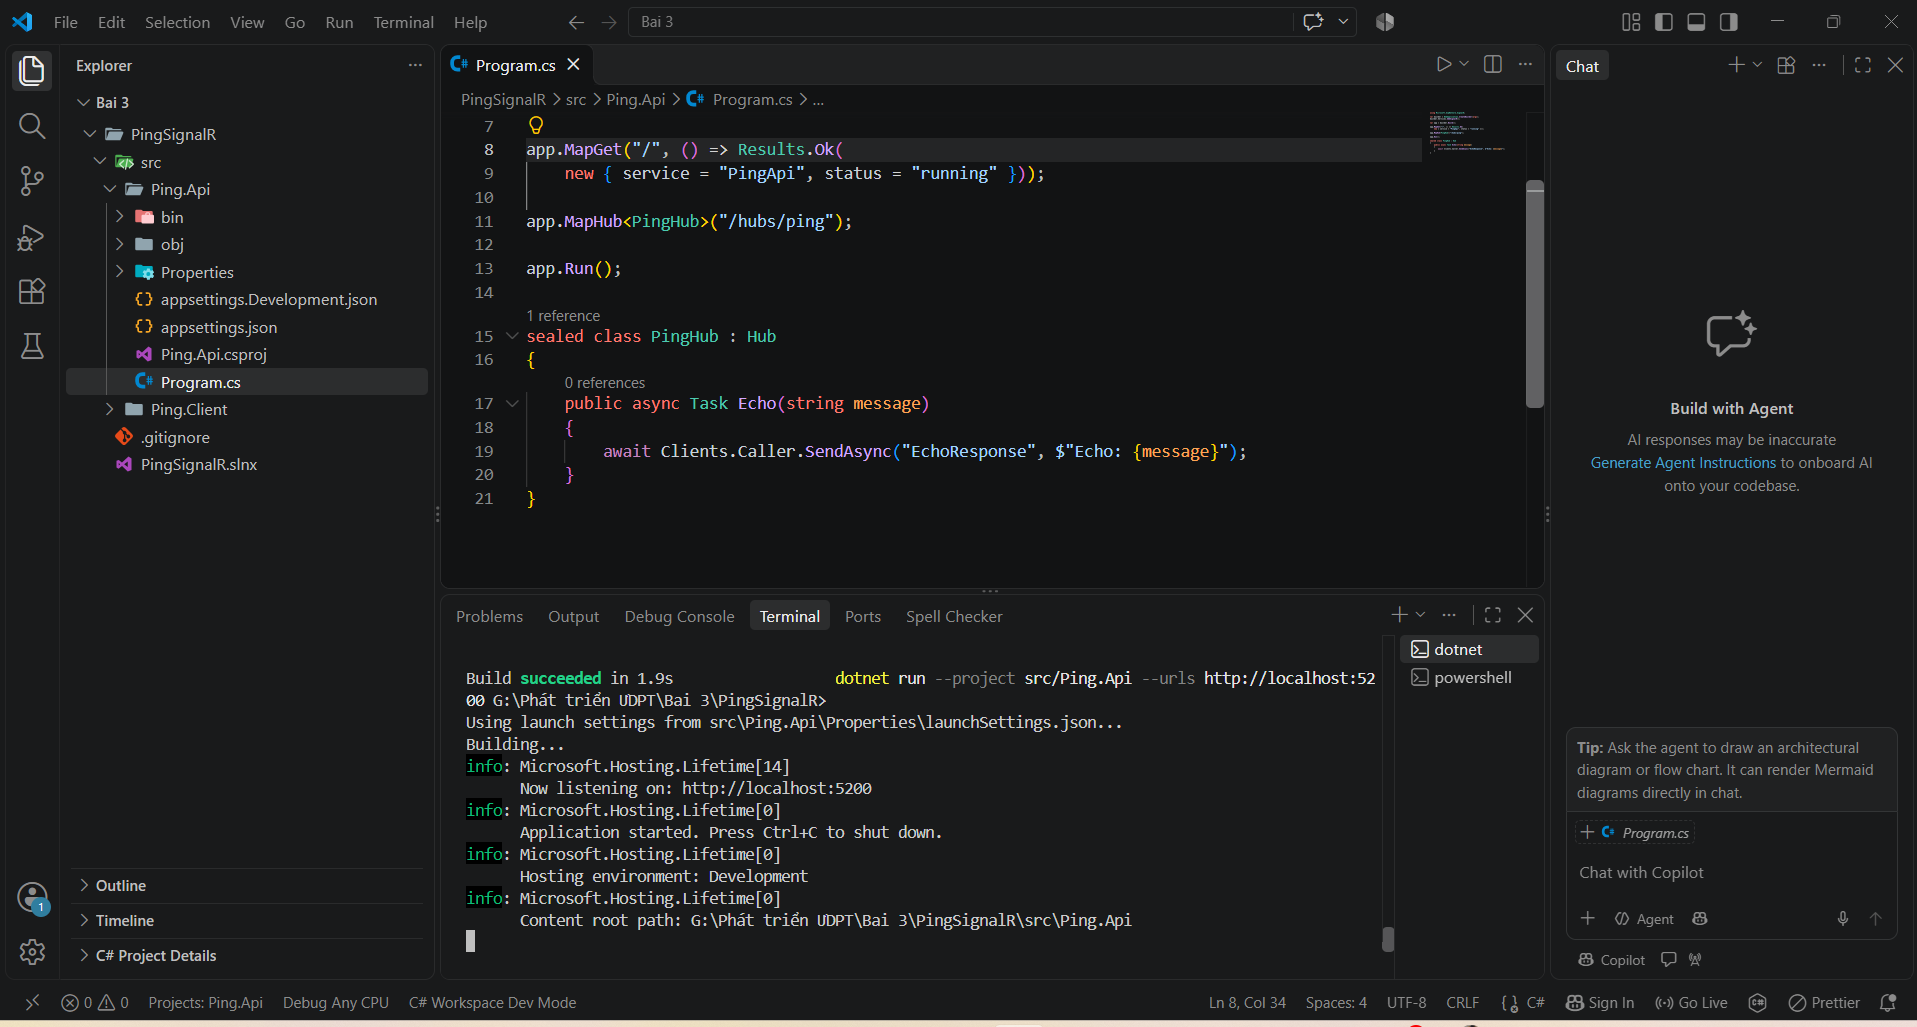 File Edit Selection View Go Run Terminal Help
Bai 3
Explorer
Bai 3
PingSignalR
src
Ping.Api
bin
obj
Properties
appsettings.Development.json
appsettings.json
Ping.Api.csproj
Program.cs
Ping.Client
.gitignore
PingSignalR.slnx
Outline
Timeline
C# Project Details
Program.cs
PingSignalR > src > Ping.Api > Program.cs > ...
7
8 app.MapGet("/", () => Results.Ok(
9 new { service = "PingApi", status = "running" }));
10
11 app.MapHub<PingHub>("/hubs/ping");
12
13 app.Run();
14
1 reference
15 sealed class PingHub : Hub
16 {
0 references
17 public async Task Echo(string message)
18 {
19 await Clients.Caller.SendAsync("EchoResponse", $"Echo: {message}");
20 }
21 }
Problems Output Debug Console Terminal Ports Spell Checker
Build succeeded in 1.9s dotnet run --project src/Ping.Api --urls http://localhost:52
00 G:\Phát triển UDPT\Bai 3\PingSignalR>
Using launch settings from src\Ping.Api\Properties\launchSettings.json...
Building...
info: Microsoft.Hosting.Lifetime[14]
Now listening on: http://localhost:5200
info: Microsoft.Hosting.Lifetime[0]
Application started. Press Ctrl+C to shut down.
info: Microsoft.Hosting.Lifetime[0]
Hosting environment: Development
info: Microsoft.Hosting.Lifetime[0]
Content root path: G:\Phát triển UDPT\Bai 3\PingSignalR\src\Ping.Api
dotnet
powershell
Chat
Build with Agent
AI responses may be inaccurate
Generate Agent Instructions to onboard AI
onto your codebase.
Tip: Ask the agent to draw an architectural
diagram or flow chart. It can render Mermaid
diagrams directly in chat.
Program.cs
Chat with Copilot
Agent
Copilot
1
0 0 Projects: Ping.Api Debug Any CPU C# Workspace Dev Mode Ln 8, Col 34 Spaces: 4 UTF-8 CRLF C# Sign In Go Live Prettier